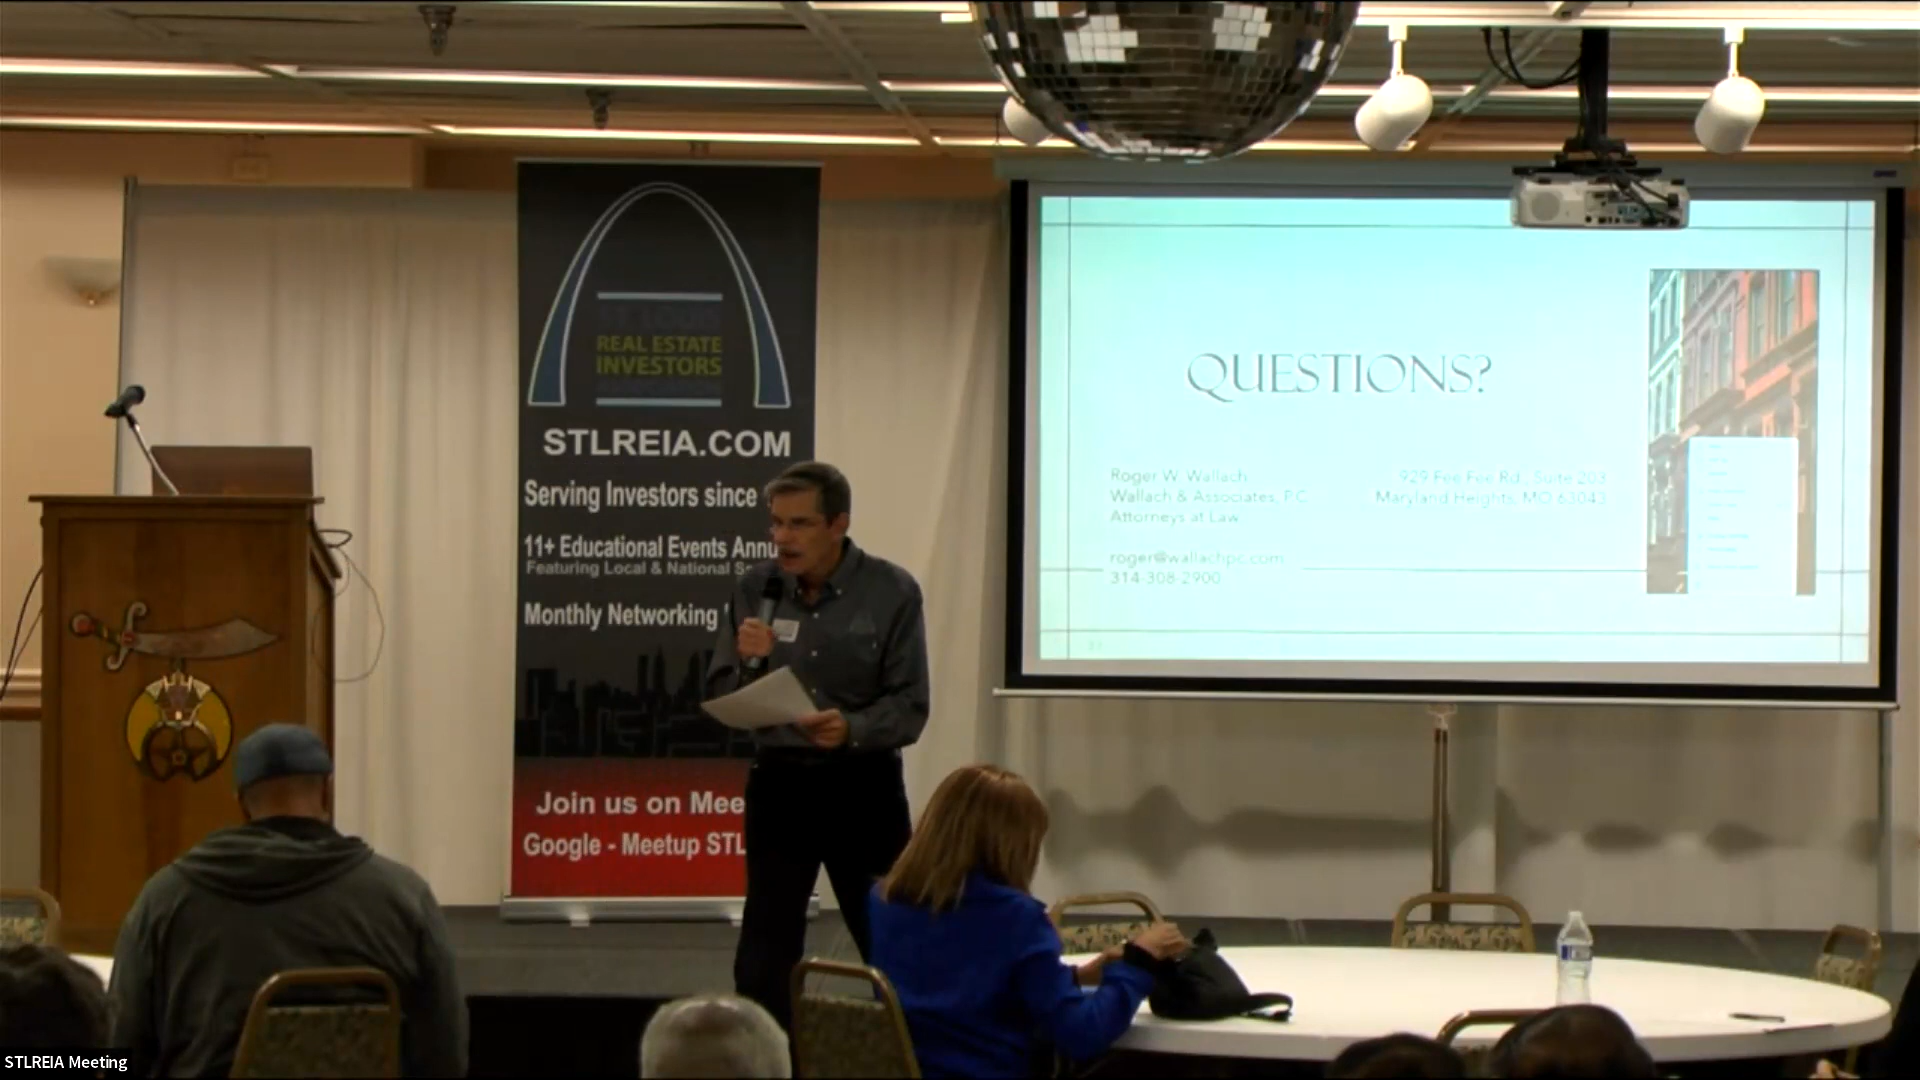 ST. LOUIS
REAL ESTATE
INVESTORS
STLREIA.COM
Serving Investors since
11+ Educational Events Annu
Featuring Local & National Sp
Monthly Networking
Join us on Mee
Google - Meetup STL
QUESTIONS?
Roger W. Wallach
Wallach & Associates, P.C.
Attorneys at Law
roger@wallachpc.com
314-308-2900
929 Fee Fee Rd., Suite 203
Maryland Heights, MO 63043
STLREIA Meeting